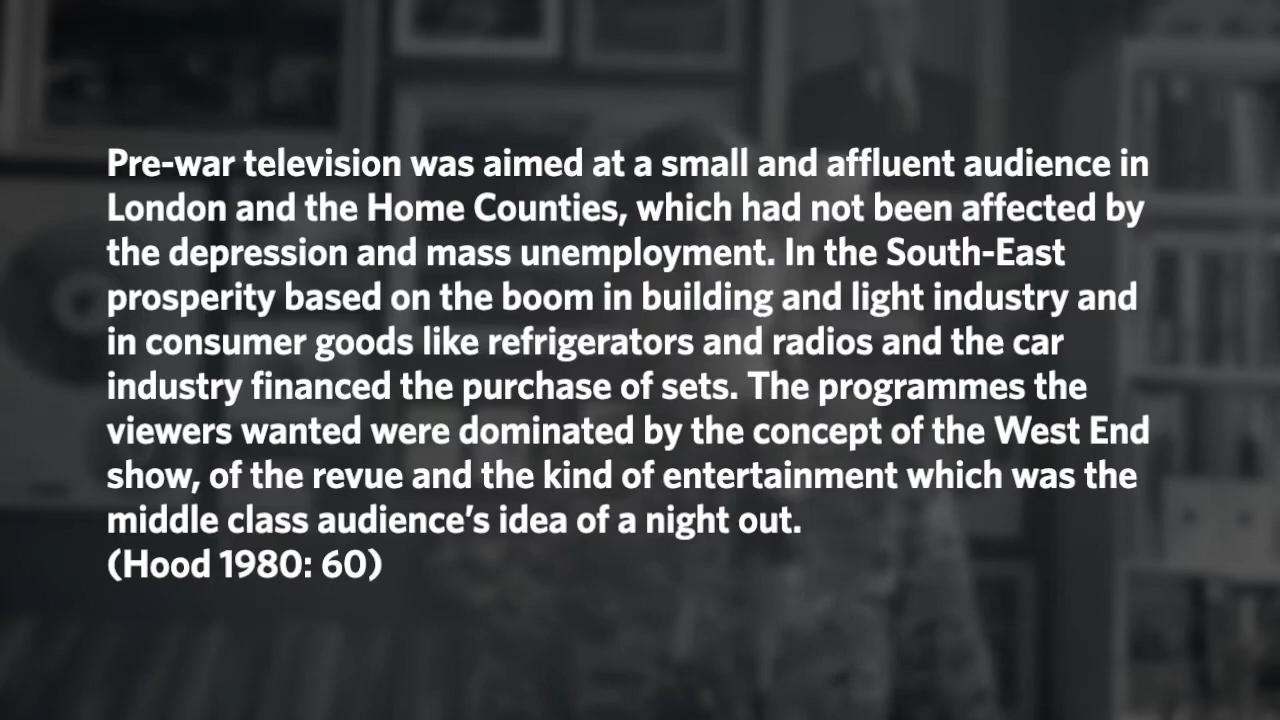 Pre-war television was aimed at a small and affluent audience in
London and the Home Counties, which had not been affected by
the depression and mass unemployment. In the South-East
prosperity based on the boom in building and light industry and
in consumer goods like refrigerators and radios and the car
industry financed the purchase of sets. The programmes the
viewers wanted were dominated by the concept of the West End
show, of the revue and the kind of entertainment which was the
middle class audience’s idea of a night out.
(Hood 1980: 60)